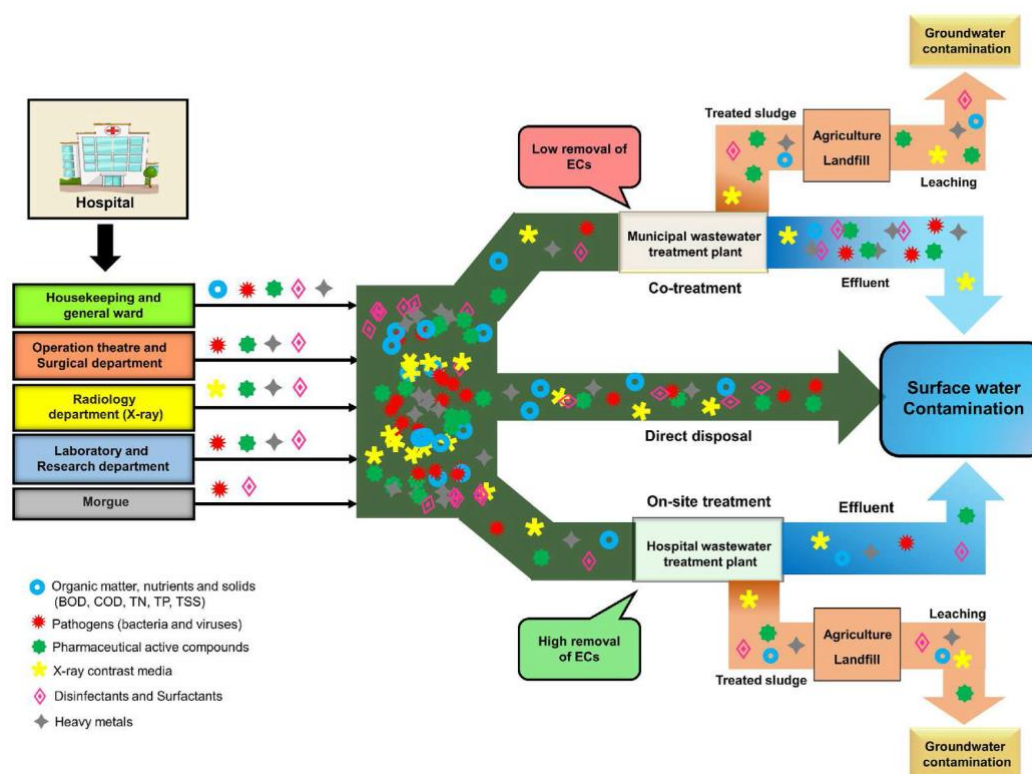 Groundwater
contamination
Treated sludge
Agriculture
Landfill
Leaching
Low removal of
ECs
Hospital
Municipal wastewater
treatment plant
Co-treatment
Effluent
Housekeeping and
general ward
Operation theatre and
Surgical department
Radiology
department (X-ray)
Laboratory and
Research department
Morgue
Direct disposal
Surface water
Contamination
On-site treatment
Effluent
Hospital wastewater
treatment plant
High removal
of ECs
Treated sludge
Agriculture
Landfill
Leaching
Groundwater
contamination
Organic matter, nutrients and solids
(BOD, COD, TN, TP, TSS)
Pathogens (bacteria and viruses)
Pharmaceutical active compounds
X-ray contrast media
Disinfectants and Surfactants
Heavy metals